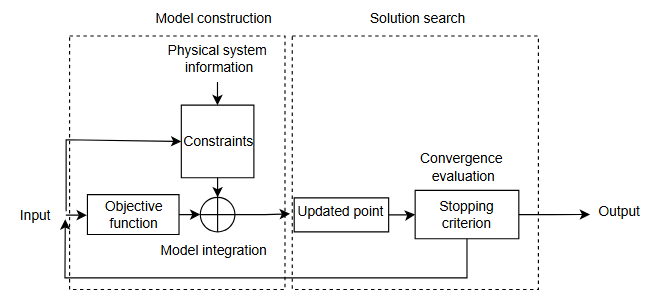 Model construction
Solution search
Physical system
information
Constraints
Convergence
evaluation
Input
Objective
function
Updated point
Stopping
criterion
Output
Model integration